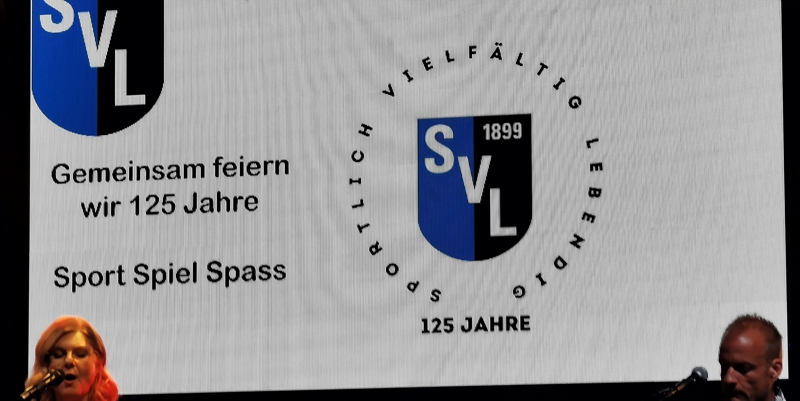 SVL
Gemeinsam feiern
wir 125 Jahre
Sport Spiel Spass
SPORTLICH VIELFÄLTIG LEBENDIG
1899
SVL
125 JAHRE